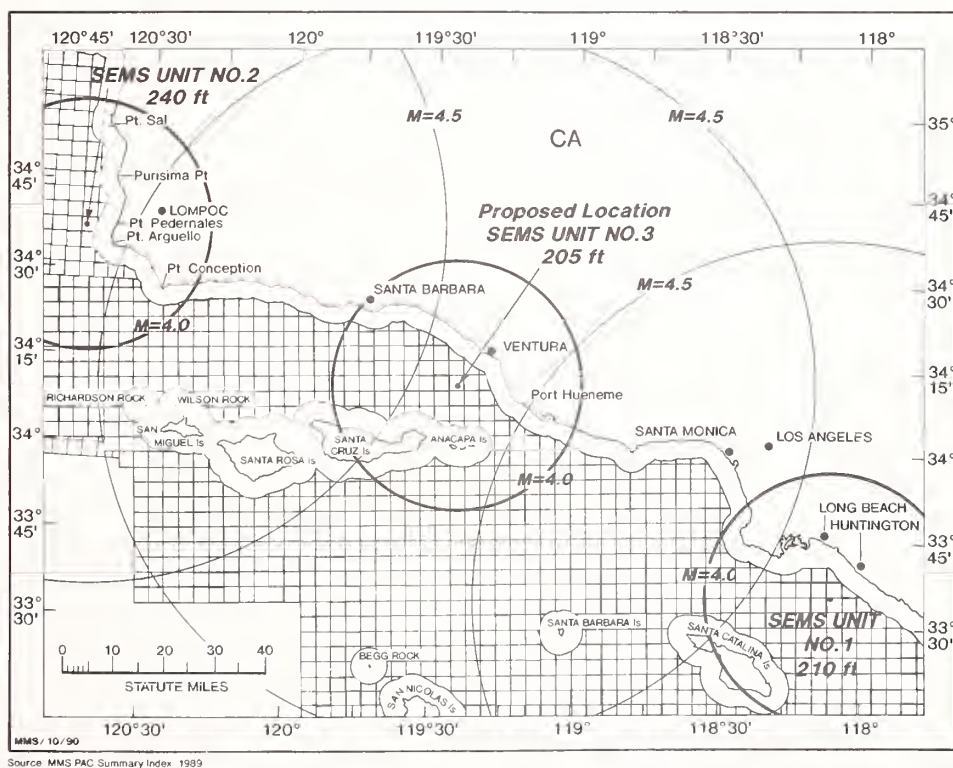 120°45' 120°30' 120° 119°30' 119° 118°30' 118°
SEMS UNIT NO.2
240 ft
Pt. Sal
M=4.5
M=4.5
CA
35°
34°
45'
Purisima Pt
LOMPOC
34°
45'
Pt Pedernales
Pt. Arguello
Proposed Location
SEMS UNIT NO.3
205 ft
34°
30'
Pt Conception
M=4.5
34°
30'
SANTA BARBARA
M=4.0
34°
15'
VENTURA
34°
15'
RICHARDSON ROCK
WILSON ROCK
Port Hueneme
34°
SAN
MIGUEL Is
SANTA ROSA Is
SANTA
CRUZ Is
ANACAPA Is
SANTA MONICA
LOS ANGELES
34°
M=4.0
33°
45'
LONG BEACH
HUNTINGTON
33°
45'
M=4.0
33°
30'
SANTA BARBARA Is
SANTA CATALINA Is
SEMS UNIT
NO.1
210 ft
33°
30'
0 10 20 30 40
STATUTE MILES
BEGG ROCK
SAN NICOLAS Is
120°30' 120° 119°30' 119° 118°30' 118°
MMS/10/90
Source MMS PAC Summary Index 1989